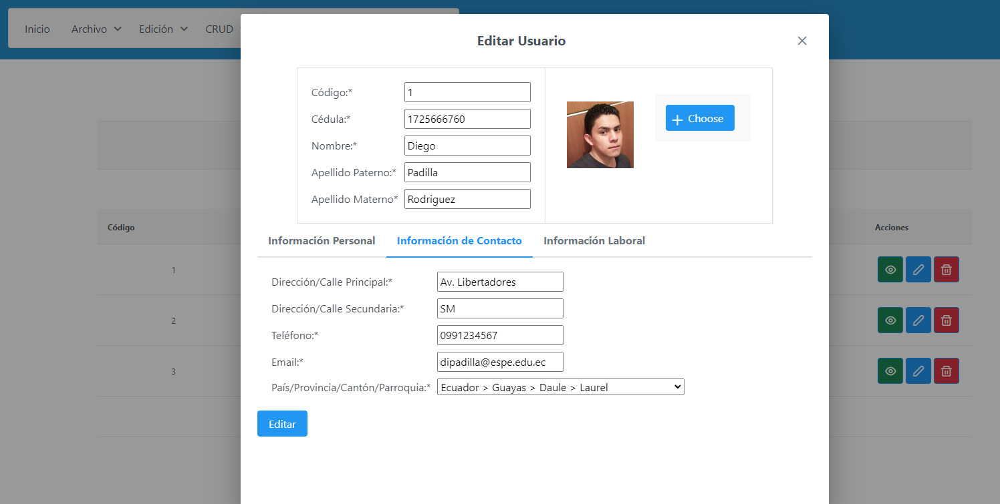 Inicio Archivo Edición CRUD
Editar Usuario
Código:* 1
Cédula:* 1725666760
Nombre:* Diego
Apellido Paterno:* Padilla
Apellido Materno* Rodriguez
Choose
Información Personal Información de Contacto Información Laboral
Dirección/Calle Principal:* Av. Libertadores
Dirección/Calle Secundaria:* SM
Teléfono:* 0991234567
Email:* dipadilla@espe.edu.ec
País/Provincia/Cantón/Parroquia:* Ecuador > Guayas > Daule > Laurel
Editar
Código Acciones
1
2
3